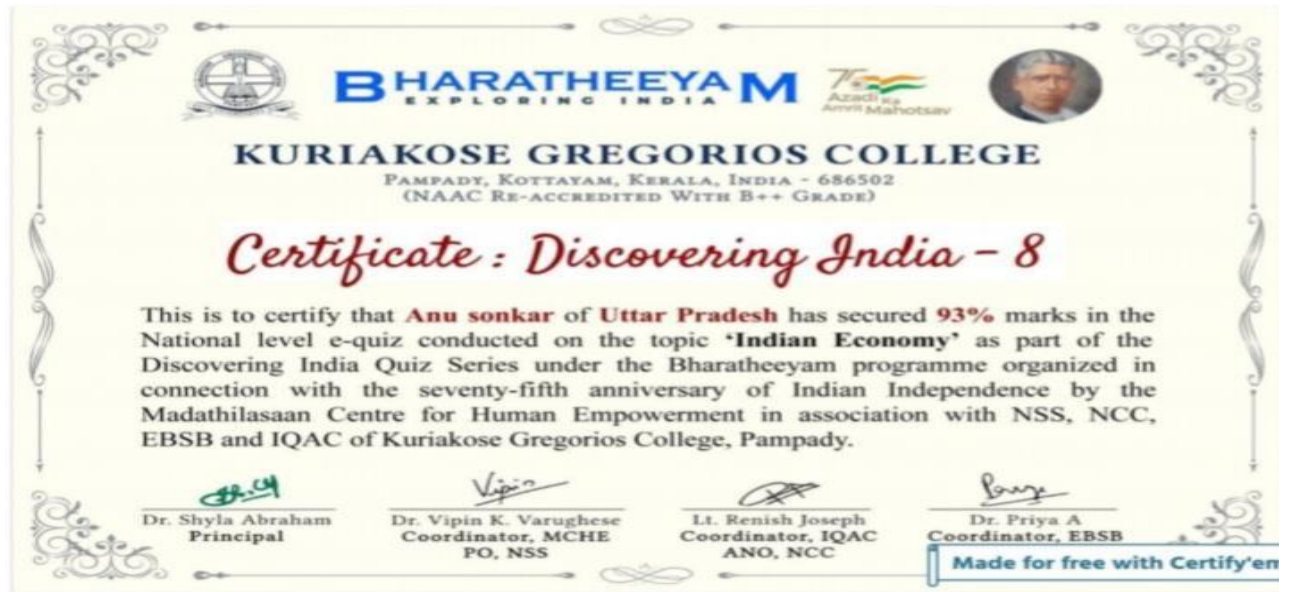 BHARATHEEYAM
EXPLORING INDIA
75
Azadi Ka
Amrit Mahotsav
KURIAKOSE GREGORIOS COLLEGE
PAMPADY, KOTTAYAM, KERALA, INDIA - 686502
(NAAC RE-ACCREDITED WITH B++ GRADE)
Certificate : Discovering India - 8
This is to certify that Anu sonkar of Uttar Pradesh has secured 93% marks in the
National level e-quiz conducted on the topic 'Indian Economy' as part of the
Discovering India Quiz Series under the Bharatheeyam programme organized in
connection with the seventy-fifth anniversary of Indian Independence by the
Madathilasaan Centre for Human Empowerment in association with NSS, NCC,
EBSB and IQAC of Kuriakose Gregorios College, Pampady.
Vipin
Dr. Shyla Abraham
Principal
Dr. Vipin K. Varughese
Coordinator, MCHE
PO, NSS
Lt. Renish Joseph
Coordinator, IQAC
ANO, NCC
Dr. Priya A
Coordinator, EBSB
Made for free with Certify'em